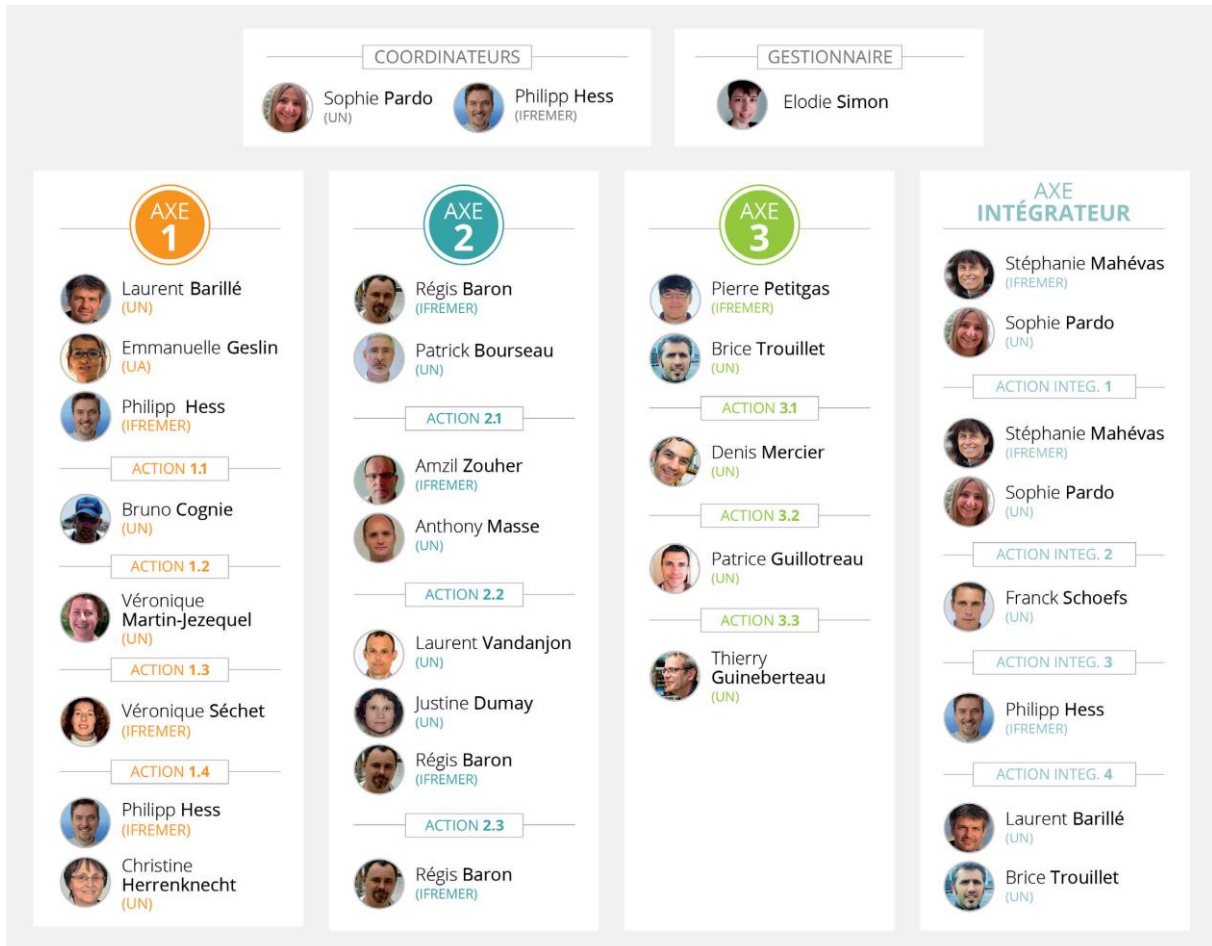 COORDINATEURS
Sophie Pardo
(UN)
Philipp Hess
(IFREMER)
GESTIONNAIRE
Elodie Simon
AXE
1
Laurent Barillé
(UN)
Emmanuelle Geslin
(UA)
Philipp Hess
(IFREMER)
ACTION 1.1
Bruno Cognie
(UN)
ACTION 1.2
Véronique
Martin-Jezequel
(UN)
ACTION 1.3
Véronique Séchet
(IFREMER)
ACTION 1.4
Philipp Hess
(IFREMER)
Christine
Herrenknecht
(UN)
AXE
2
Régis Baron
(IFREMER)
Patrick Bourseau
(UN)
ACTION 2.1
Amzil Zouher
(IFREMER)
Anthony Masse
(UN)
ACTION 2.2
Laurent Vandanjon
(UN)
Justine Dumay
(UN)
Régis Baron
(IFREMER)
ACTION 2.3
Régis Baron
(IFREMER)
AXE
3
Pierre Petitgas
(IFREMER)
Brice Trouillet
(UN)
ACTION 3.1
Denis Mercier
(UN)
ACTION 3.2
Patrice Guillotreau
(UN)
ACTION 3.3
Thierry
Guineberteau
(UN)
AXE
INTÉGRATEUR
Stéphanie Mahévas
(IFREMER)
Sophie Pardo
(UN)
ACTION INTEG. 1
Stéphanie Mahévas
(IFREMER)
Sophie Pardo
(UN)
ACTION INTEG. 2
Franck Schoefs
(UN)
ACTION INTEG. 3
Philipp Hess
(IFREMER)
ACTION INTEG. 4
Laurent Barillé
(UN)
Brice Trouillet
(UN)